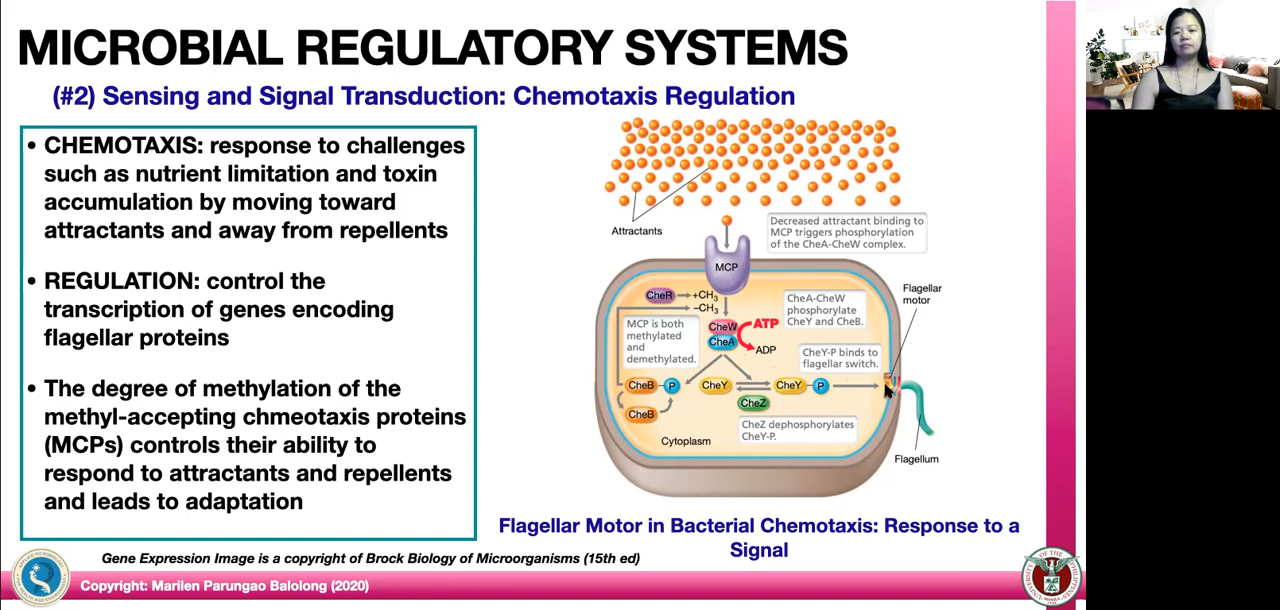 MICROBIAL REGULATORY SYSTEMS
(#2) Sensing and Signal Transduction: Chemotaxis Regulation
• CHEMOTAXIS: response to challenges
such as nutrient limitation and toxin
accumulation by moving toward
attractants and away from repellents
• REGULATION: control the
transcription of genes encoding
flagellar proteins
• The degree of methylation of the
methyl-accepting chmeotaxis proteins
(MCPs) controls their ability to
respond to attractants and repellents
and leads to adaptation
Attractants
Decreased attractant binding to
MCP triggers phosphorylation
of the CheA-CheW complex.
MCP
Flagellar
motor
CheR
+CH3
–CH3
CheA-CheW
phosphorylate
CheY and CheB.
MCP is both
methylated
and
demethylated.
CheW
CheA
ATP
ADP
CheY-P binds to
flagellar switch.
CheB
P
CheY
CheY
P
CheZ
CheB
CheZ dephosphorylates
CheY-P.
Cytoplasm
Flagellum
Flagellar Motor in Bacterial Chemotaxis: Response to a
Signal
Gene Expression Image is a copyright of Brock Biology of Microorganisms (15th ed)
Copyright: Marilen Parungao Balolong (2020)